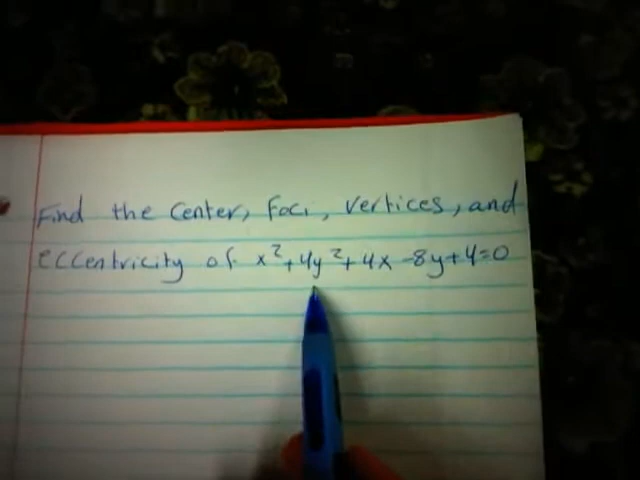 Find the Center, Foci, vertices, and
eccentricity of x²+4y²+4x-8y+4=0